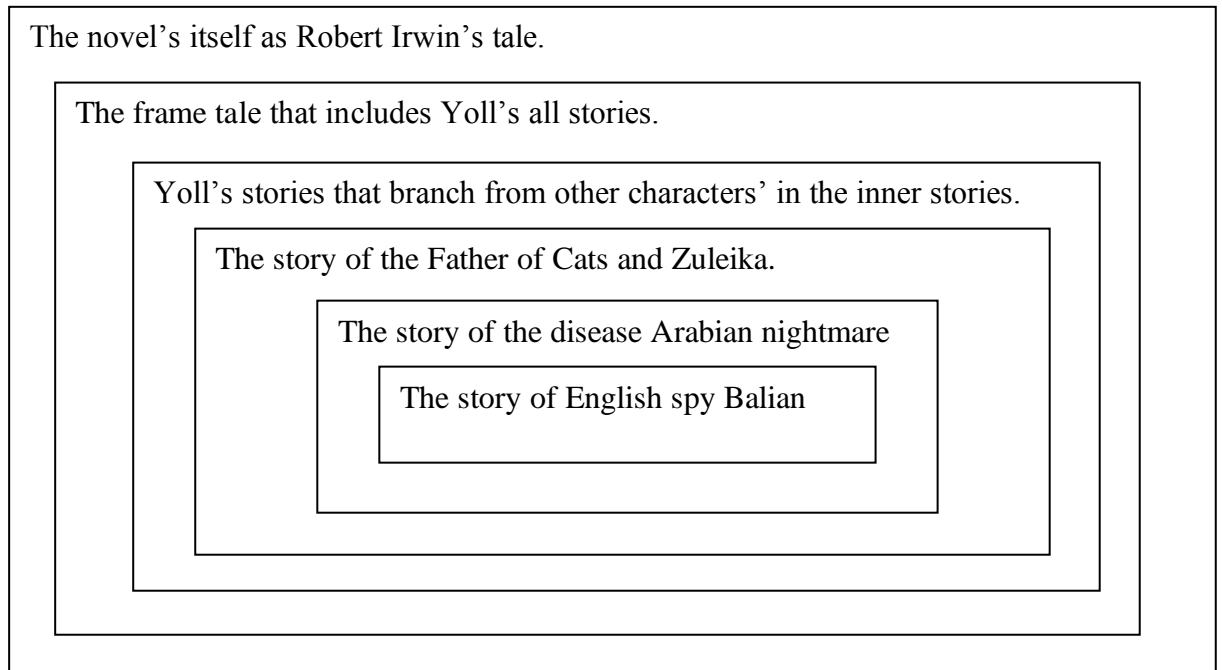 The novel’s itself as Robert Irwin’s tale.
The frame tale that includes Yoll’s all stories.
Yoll’s stories that branch from other characters’ in the inner stories.
The story of the Father of Cats and Zuleika.
The story of the disease Arabian nightmare
The story of English spy Balian